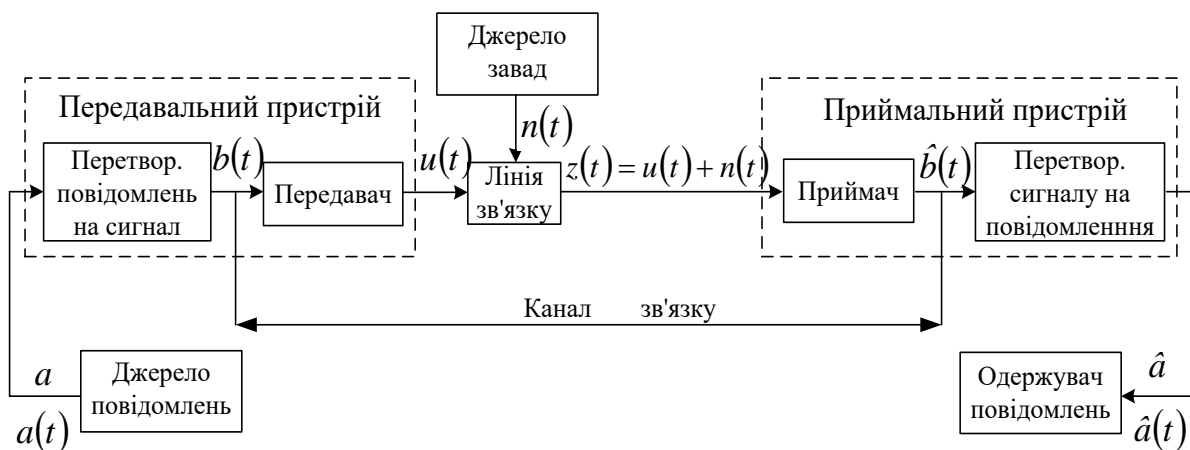 Джерело
завад
Передавальний пристрій
n(t)
Приймальний пристрій
Перетвор.
повідомлень
на сигнал
b(t)
Передавач
u(t)
Лінія
зв'язку
z(t) = u(t) + n(t)
Приймач
b̂(t)
Перетвор.
сигналу на
повідомленння
Канал зв'язку
a
a(t)
Джерело
повідомлень
Одержувач
повідомлень
â
â(t)